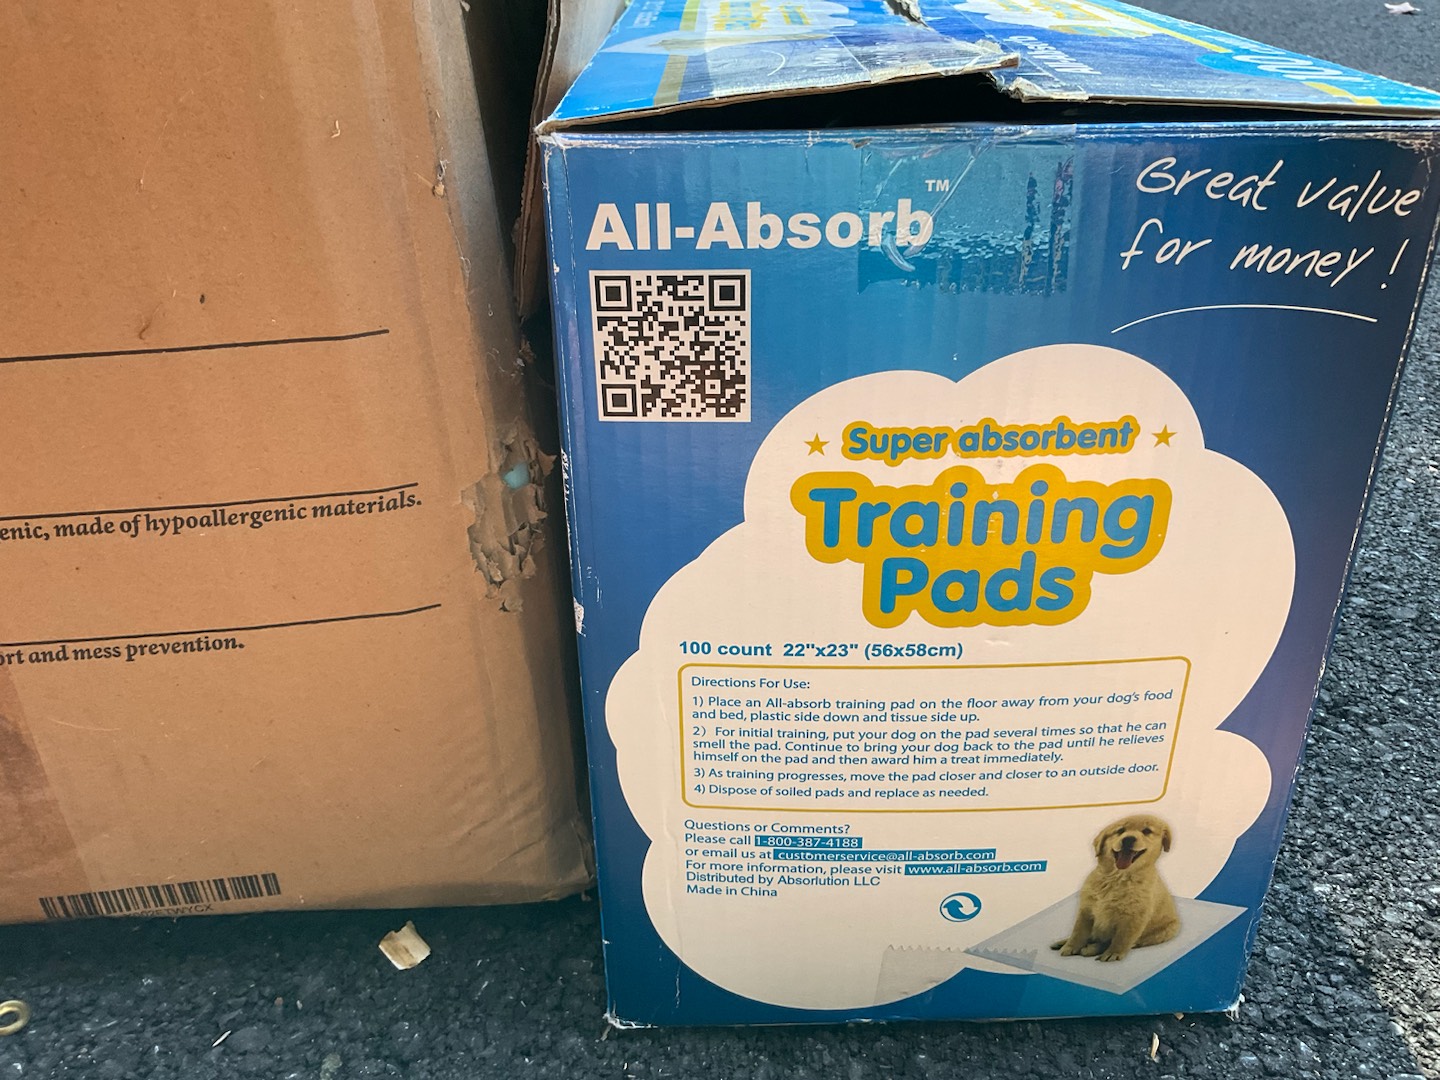 enic, made of hypoallergenic materials.
ort and mess prevention.
All-Absorb™
Great value
for money!
Super absorbent
Training
Pads
100 count 22"x23" (56x58cm)
Directions For Use:
1) Place an All-absorb training pad on the floor away from your dog's food
and bed, plastic side down and tissue side up.
2) For initial training, put your dog on the pad several times so that he can
smell the pad. Continue to bring your dog back to the pad until he relieves
himself on the pad and then award him a treat immediately.
3) As training progresses, move the pad closer and closer to an outside door.
4) Dispose of soiled pads and replace as needed.
Questions or Comments?
Please call 1-800-387-4188
or email us at customerservice@all-absorb.com
For more information, please visit www.all-absorb.com
Distributed by Absorlution LLC
Made in China